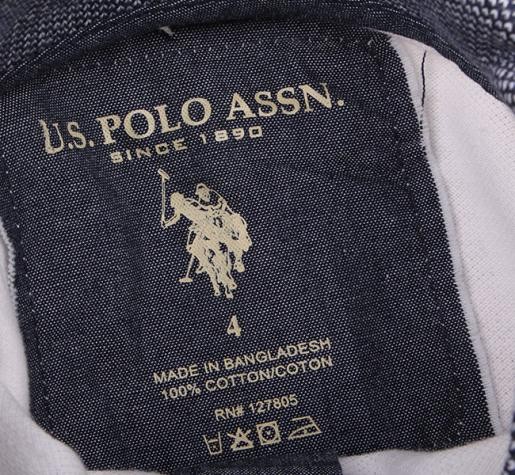 U.S. POLO ASSN.
SINCE 1890
4
MADE IN BANGLADESH
100% COTTON/COTON
RN# 127805